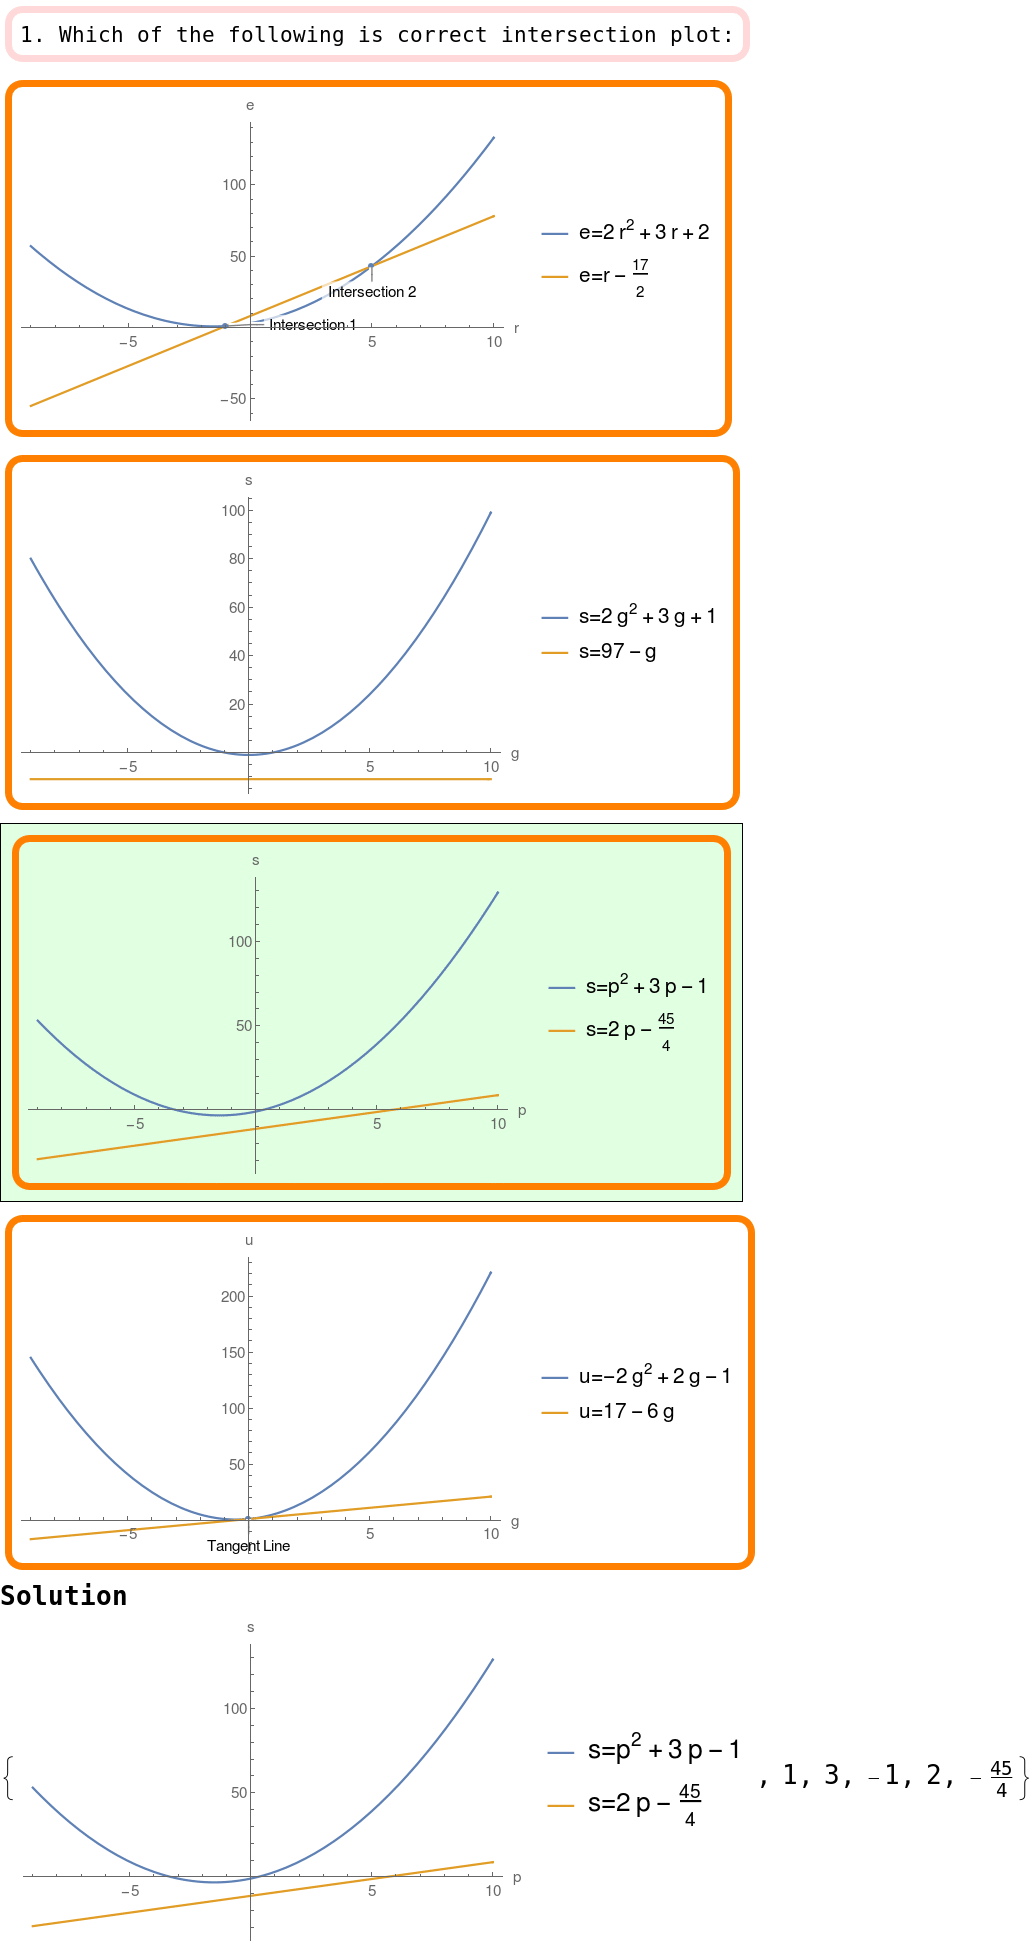 1. Which of the following is correct intersection plot:
e
100
50
e=2 r² + 3 r + 2
e=r − 17/2
Intersection 2
Intersection 1
r
−5
5
10
−50
s
100
80
60
40
20
s=2 g² + 3 g + 1
s=97 − g
g
−5
5
10
s
100
50
s=p² + 3 p − 1
s=2 p − 45/4
p
−5
5
10
u
200
150
100
50
u=−2 g² + 2 g − 1
u=17 − 6 g
g
−5
5
10
Tangent Line
Solution
s
100
50
{ s=p² + 3 p − 1
s=2 p − 45/4
, 1, 3, −1, 2, − 45/4 }
p
−5
5
10